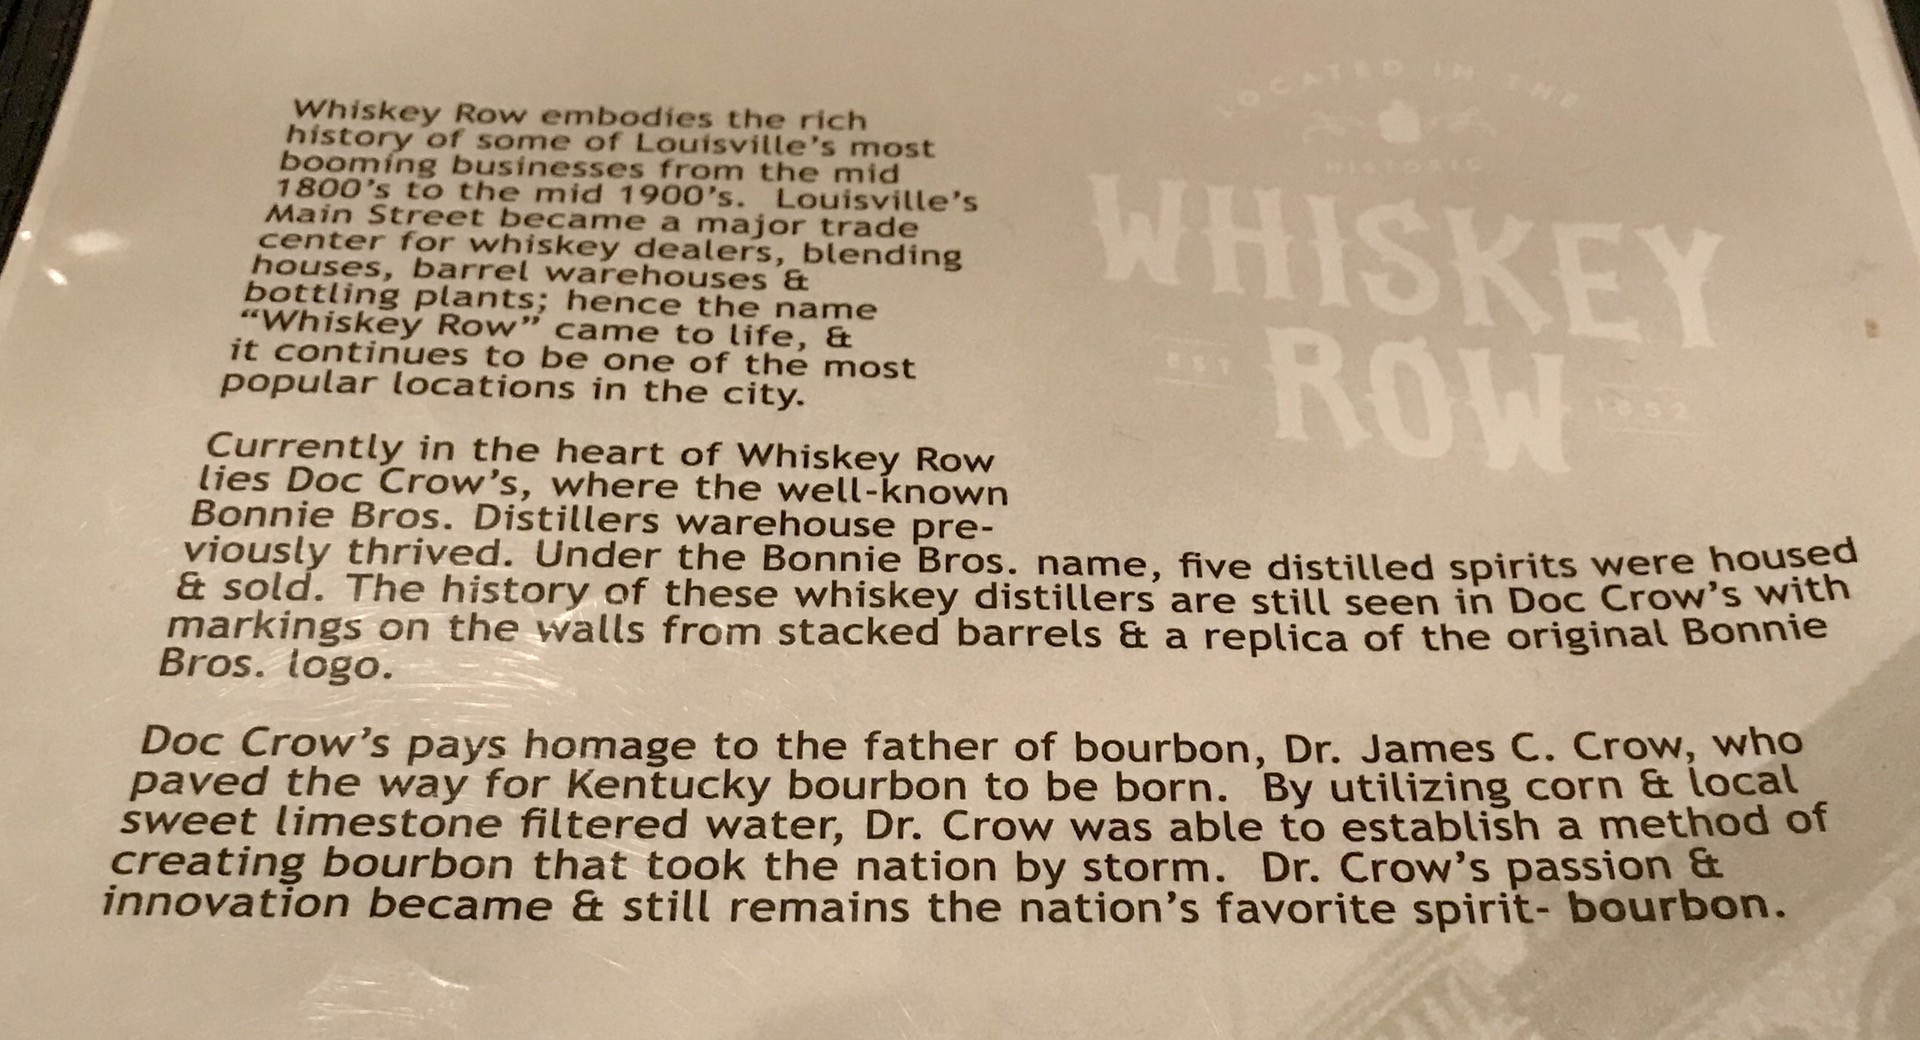 Whiskey Row embodies the rich
history of some of Louisville's most
booming businesses from the mid
1800's to the mid 1900's. Louisville's
Main Street became a major trade
center for whiskey dealers, blending
houses, barrel warehouses &
bottling plants; hence the name
“Whiskey Row” came to life, &
it continues to be one of the most
popular locations in the city.
LOCATED IN THE
HISTORIC
WHISKEY
ROW
EST 1852
Currently in the heart of Whiskey Row
lies Doc Crow's, where the well-known
Bonnie Bros. Distillers warehouse pre-
viously thrived. Under the Bonnie Bros. name, five distilled spirits were housed
& sold. The history of these whiskey distillers are still seen in Doc Crow's with
markings on the walls from stacked barrels & a replica of the original Bonnie
Bros. logo.
Doc Crow's pays homage to the father of bourbon, Dr. James C. Crow, who
paved the way for Kentucky bourbon to be born. By utilizing corn & local
sweet limestone filtered water, Dr. Crow was able to establish a method of
creating bourbon that took the nation by storm. Dr. Crow's passion &
innovation became & still remains the nation's favorite spirit- bourbon.